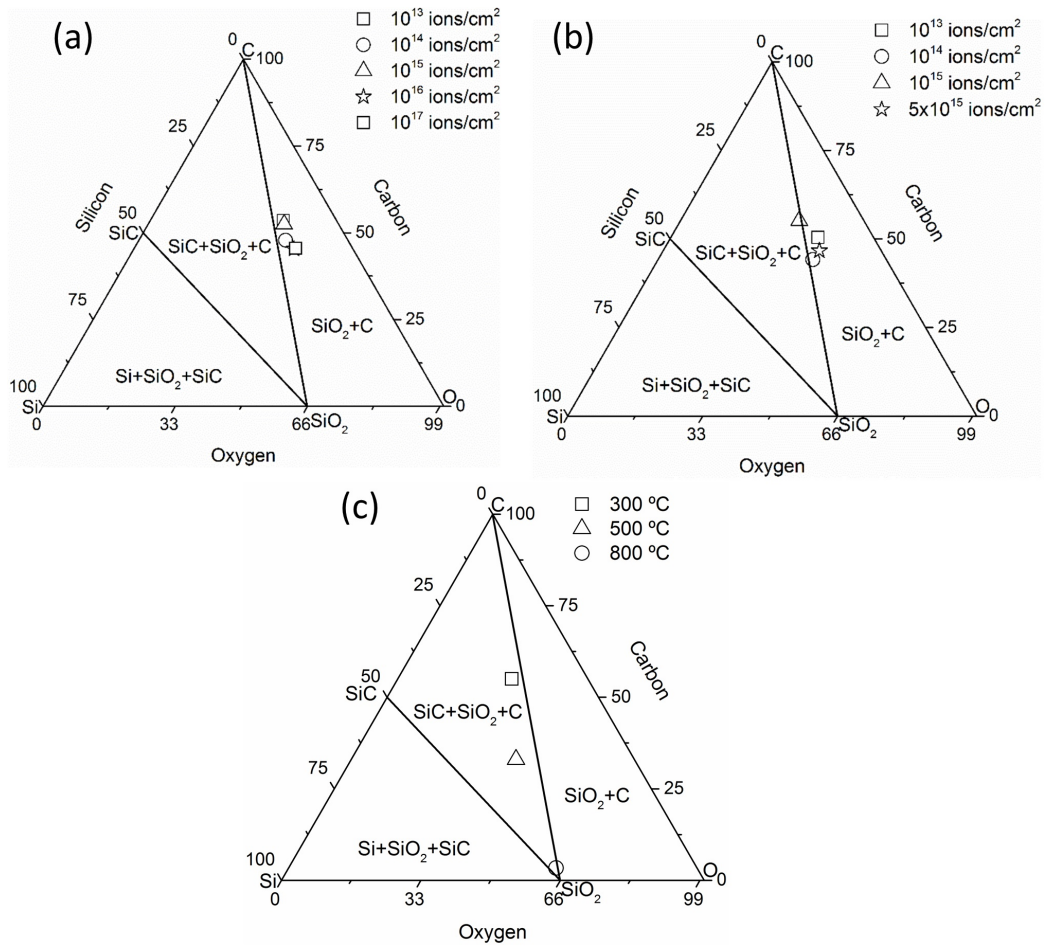 (a)
10¹³ ions/cm²
10¹⁴ ions/cm²
10¹⁵ ions/cm²
10¹⁶ ions/cm²
10¹⁷ ions/cm²
0
C
100
25
75
Silicon
Carbon
50
SiC
50
SiC+SiO₂+C
75
25
SiO₂+C
Si+SiO₂+SiC
100
Si
O
0
0
33
66
SiO₂
99
Oxygen
(b)
10¹³ ions/cm²
10¹⁴ ions/cm²
10¹⁵ ions/cm²
5x10¹⁵ ions/cm²
0
C
100
25
75
Silicon
Carbon
50
SiC
50
SiC+SiO₂+C
75
25
SiO₂+C
Si+SiO₂+SiC
100
Si
O
0
0
33
66
SiO₂
99
Oxygen
(c)
300 ºC
500 ºC
800 ºC
0
C
100
25
75
Carbon
50
SiC
50
SiC+SiO₂+C
75
25
SiO₂+C
Si+SiO₂+SiC
100
Si
O
0
0
33
66
SiO₂
99
Oxygen